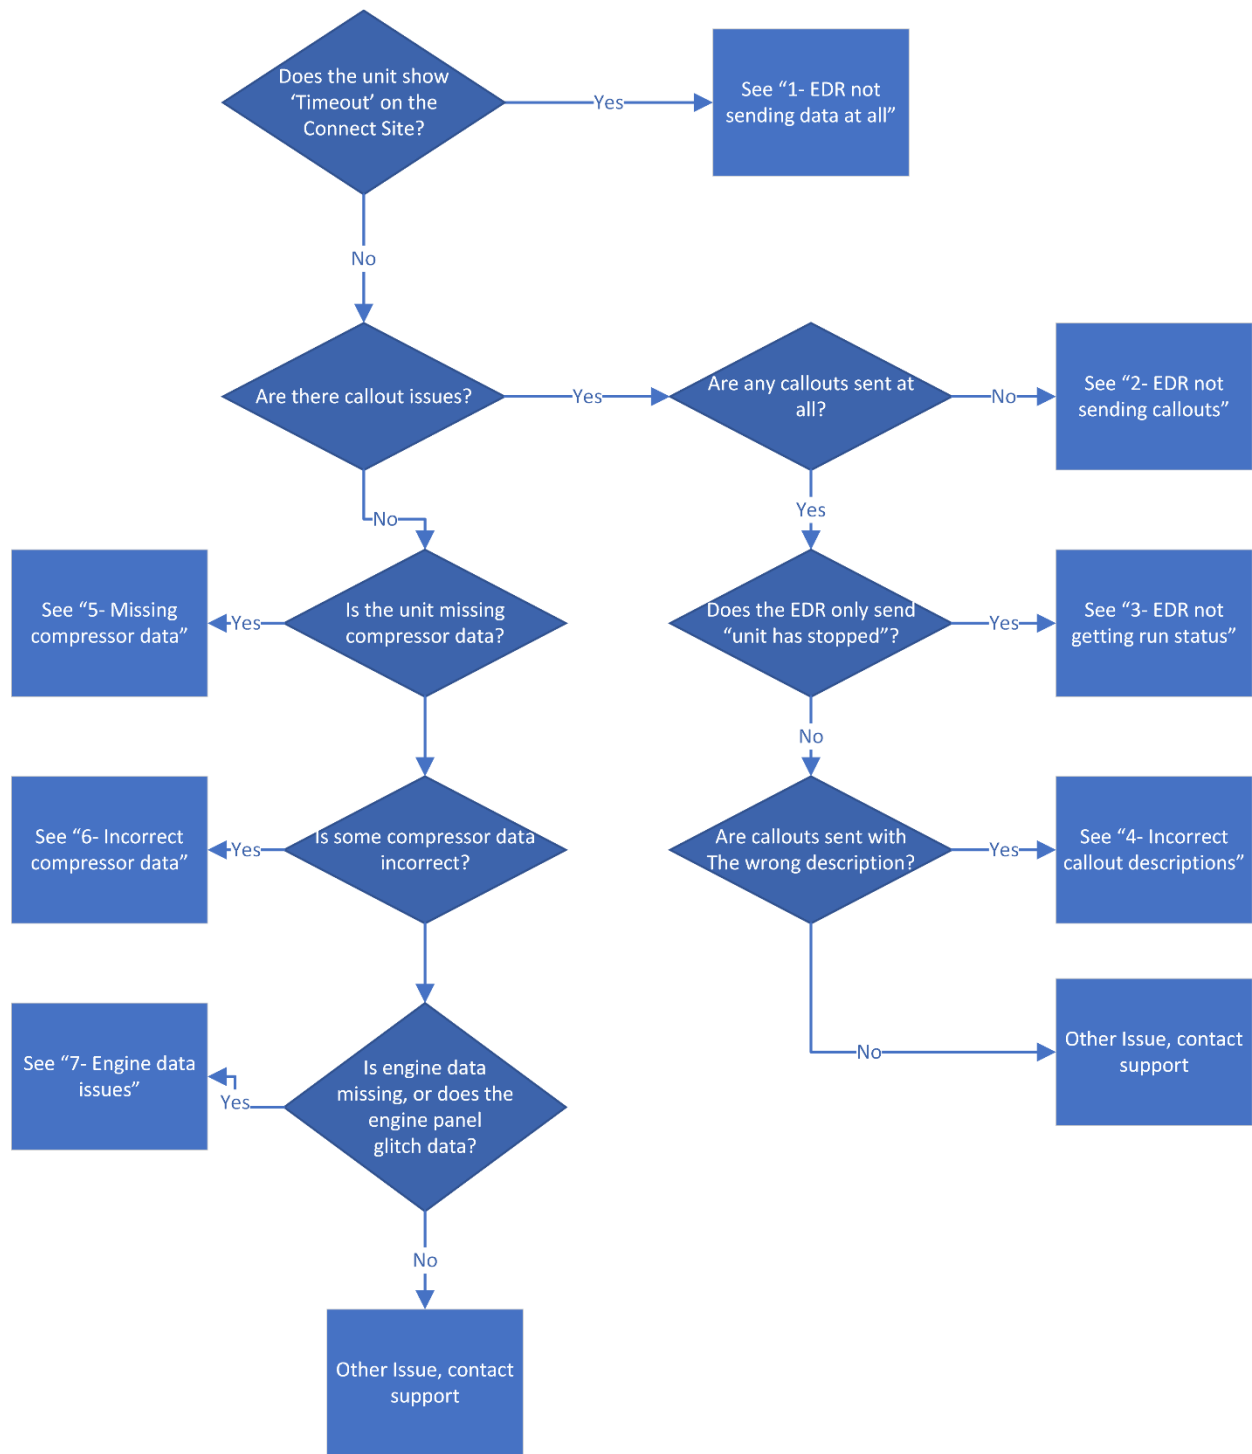 Does the unit show
‘Timeout’ on the
Connect Site?
Yes
See “1- EDR not
sending data at all”
No
Are there callout issues?
Yes
Are any callouts sent at
all?
No
See “2- EDR not
sending callouts”
Yes
No
See “5- Missing
compressor data”
Yes
Is the unit missing
compressor data?
Does the EDR only send
“unit has stopped”?
Yes
See “3- EDR not
getting run status”
No
See “6- Incorrect
compressor data”
Yes
Is some compressor data
incorrect?
Are callouts sent with
The wrong description?
Yes
See “4- Incorrect
callout descriptions”
No
Other Issue, contact
support
See “7- Engine data
issues”
Yes
Is engine data
missing, or does the
engine panel
glitch data?
No
Other Issue, contact
support